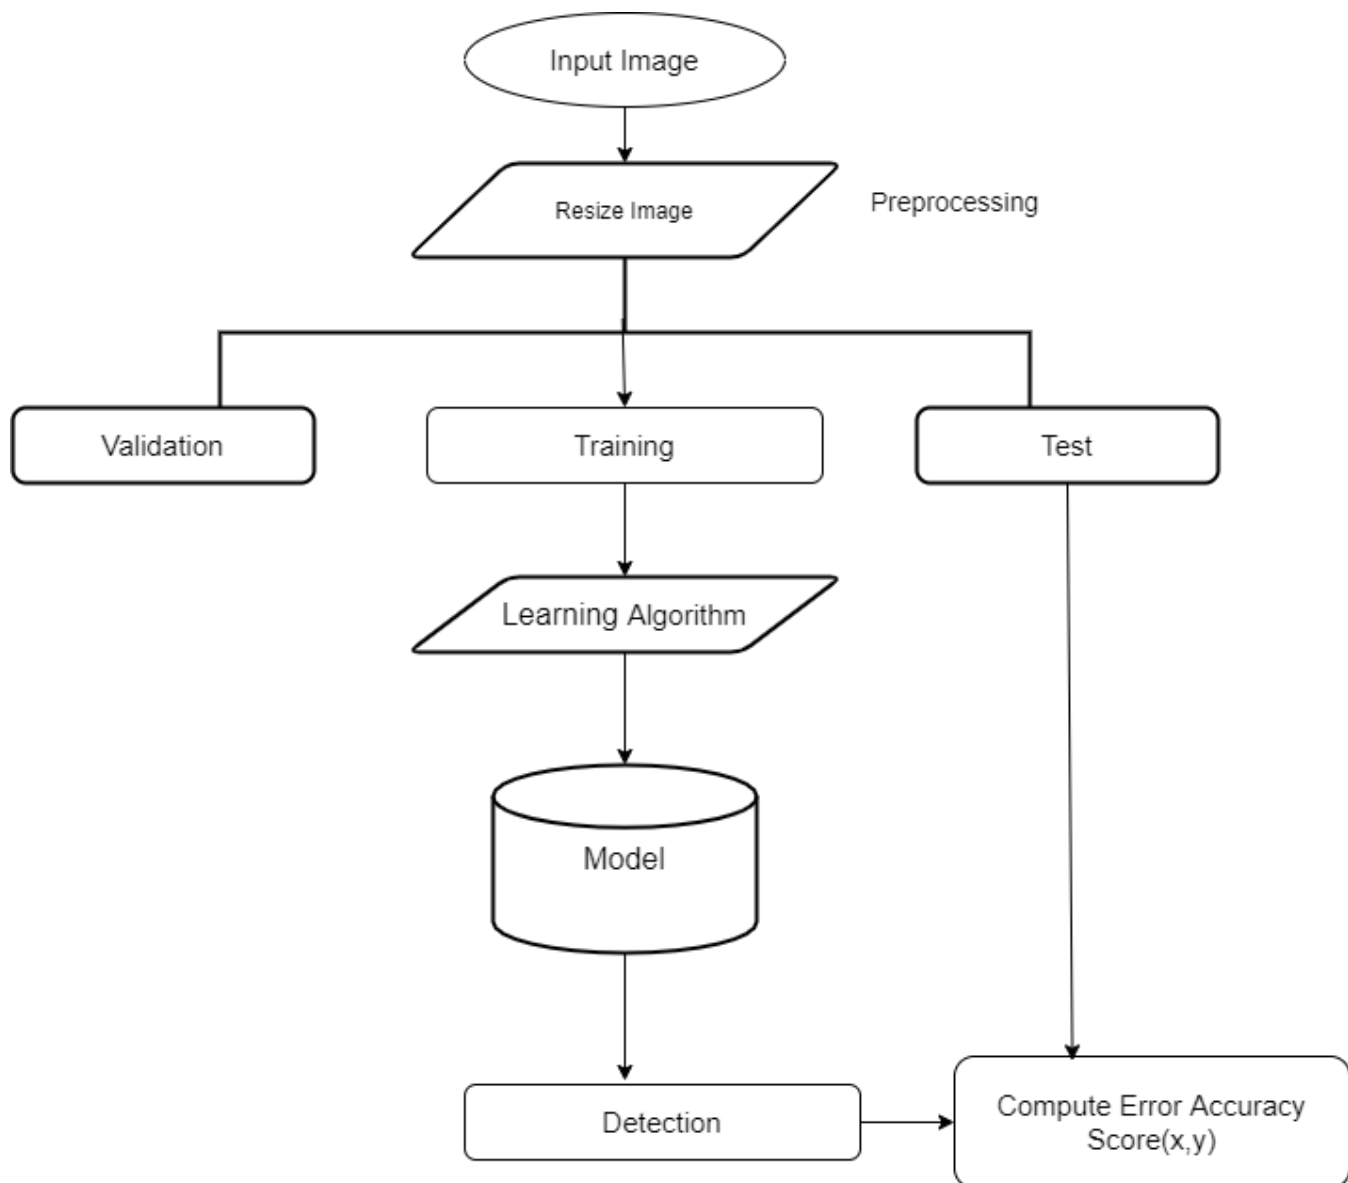 Input Image
Resize Image
Preprocessing
Validation
Training
Test
Learning Algorithm
Model
Detection
Compute Error Accuracy
Score(x,y)